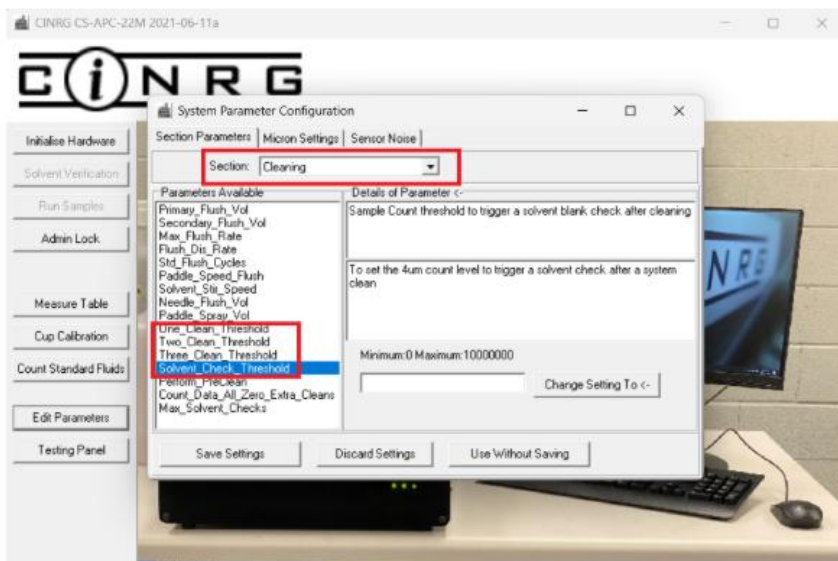 CINRG CS-APC-22M 2021-06-11a
CiNRG
System Parameter Configuration
Section Parameters
Micron Settings
Sensor Noise
Section:
Cleaning
Initialise Hardware
Solvent Verification
Run Samples
Admin Lock
Measure Table
Cup Calibration
Count Standard Fluids
Edit Parameters
Testing Panel
Parameters Available
Primary_Flush_Vol
Secondary_Flush_Vol
Max_Flush_Rate
Flush_Dis_Rate
Std_Flush_Cycles
Paddle_Speed_Flush
Solvent_Stir_Speed
Needle_Flush_Vol
Paddle_Spray_Vol
One_Clean_Threshold
Two_Clean_Threshold
Three_Clean_Threshold
Solvent_Check_Threshold
Perform_PreClean
Count_Data_All_Zero_Extra_Cleans
Max_Solvent_Checks
Details of Parameter <-
Sample Count threshold to trigger a solvent blank check after cleaning
To set the 4um count level to trigger a solvent check after a system
clean
Minimum:0 Maximum:10000000
Change Setting To <-
Save Settings
Discard Settings
Use Without Saving
NR